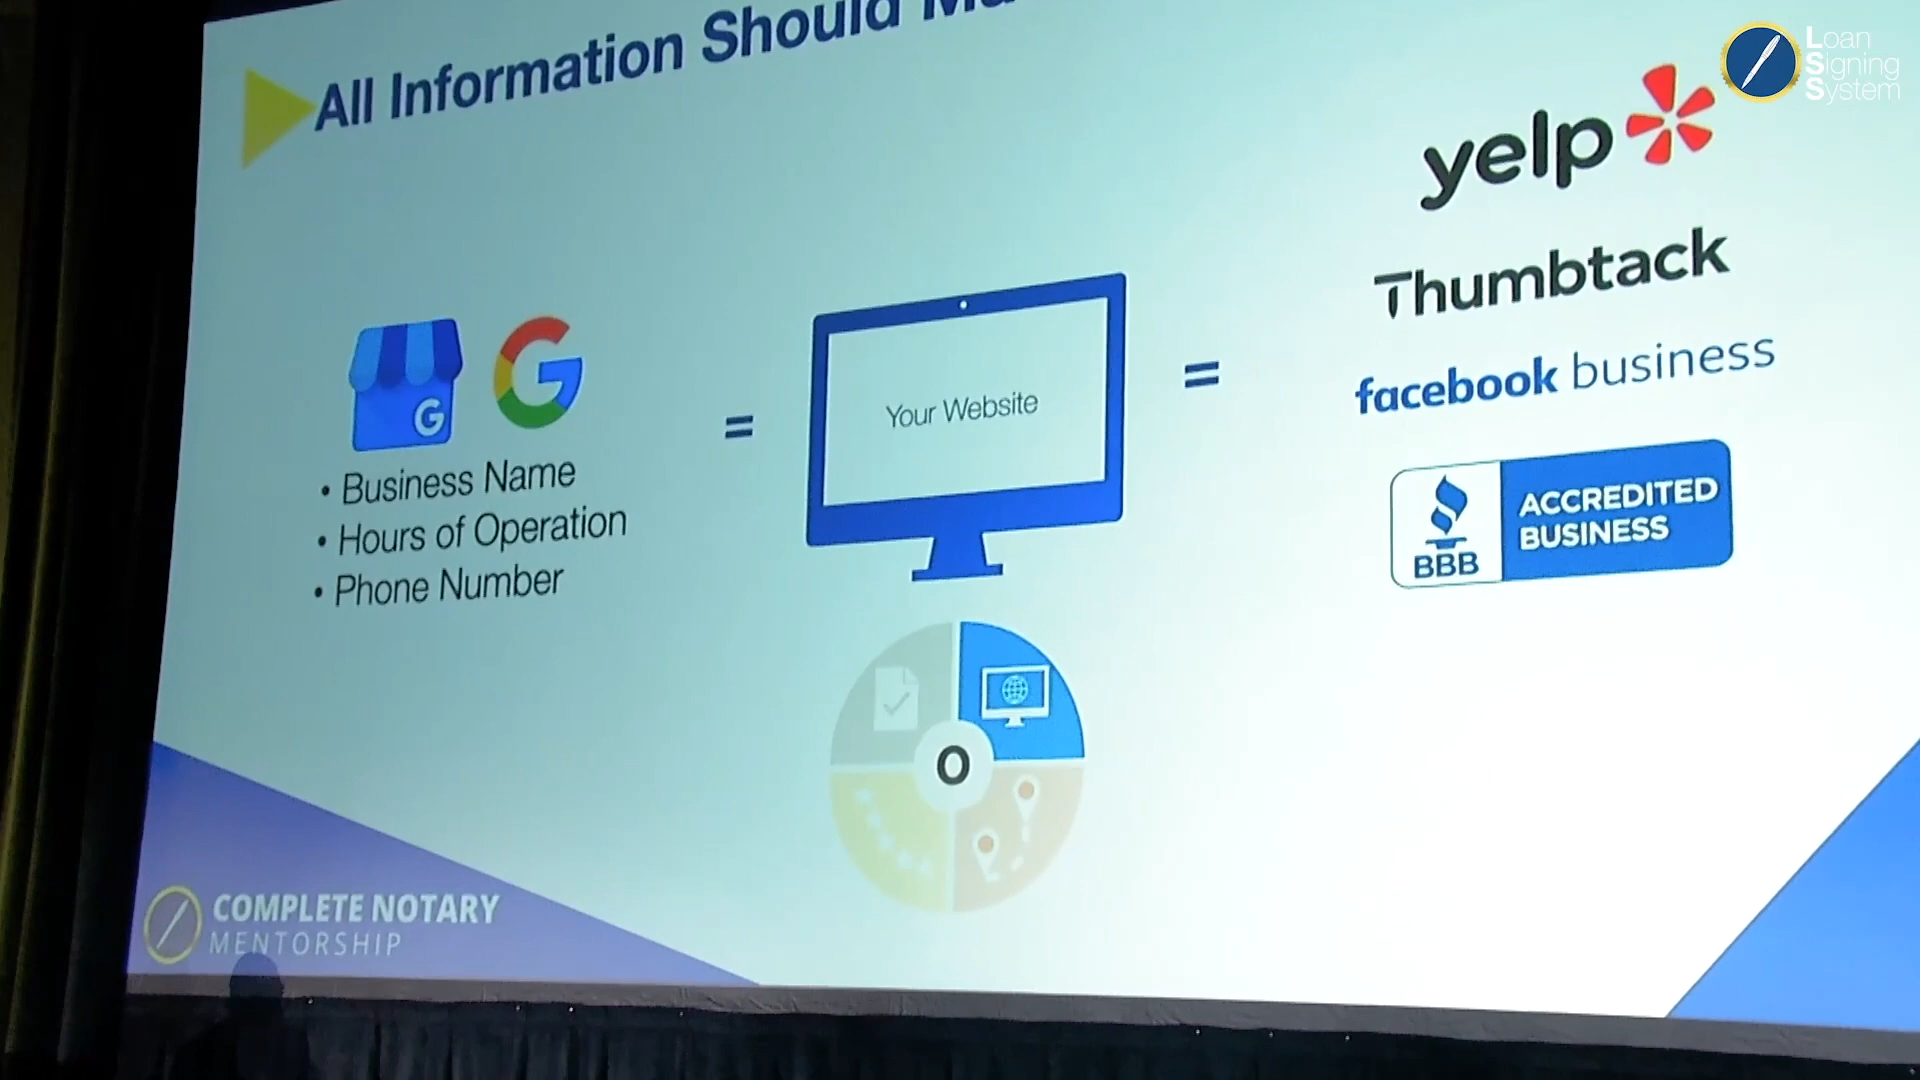 All Information Should
Loan
Signing
System
yelp
Thumbtack
facebook business
BBB
ACCREDITED
BUSINESS
G
G
• Business Name
• Hours of Operation
• Phone Number
=
Your Website
=
O
COMPLETE NOTARY
MENTORSHIP